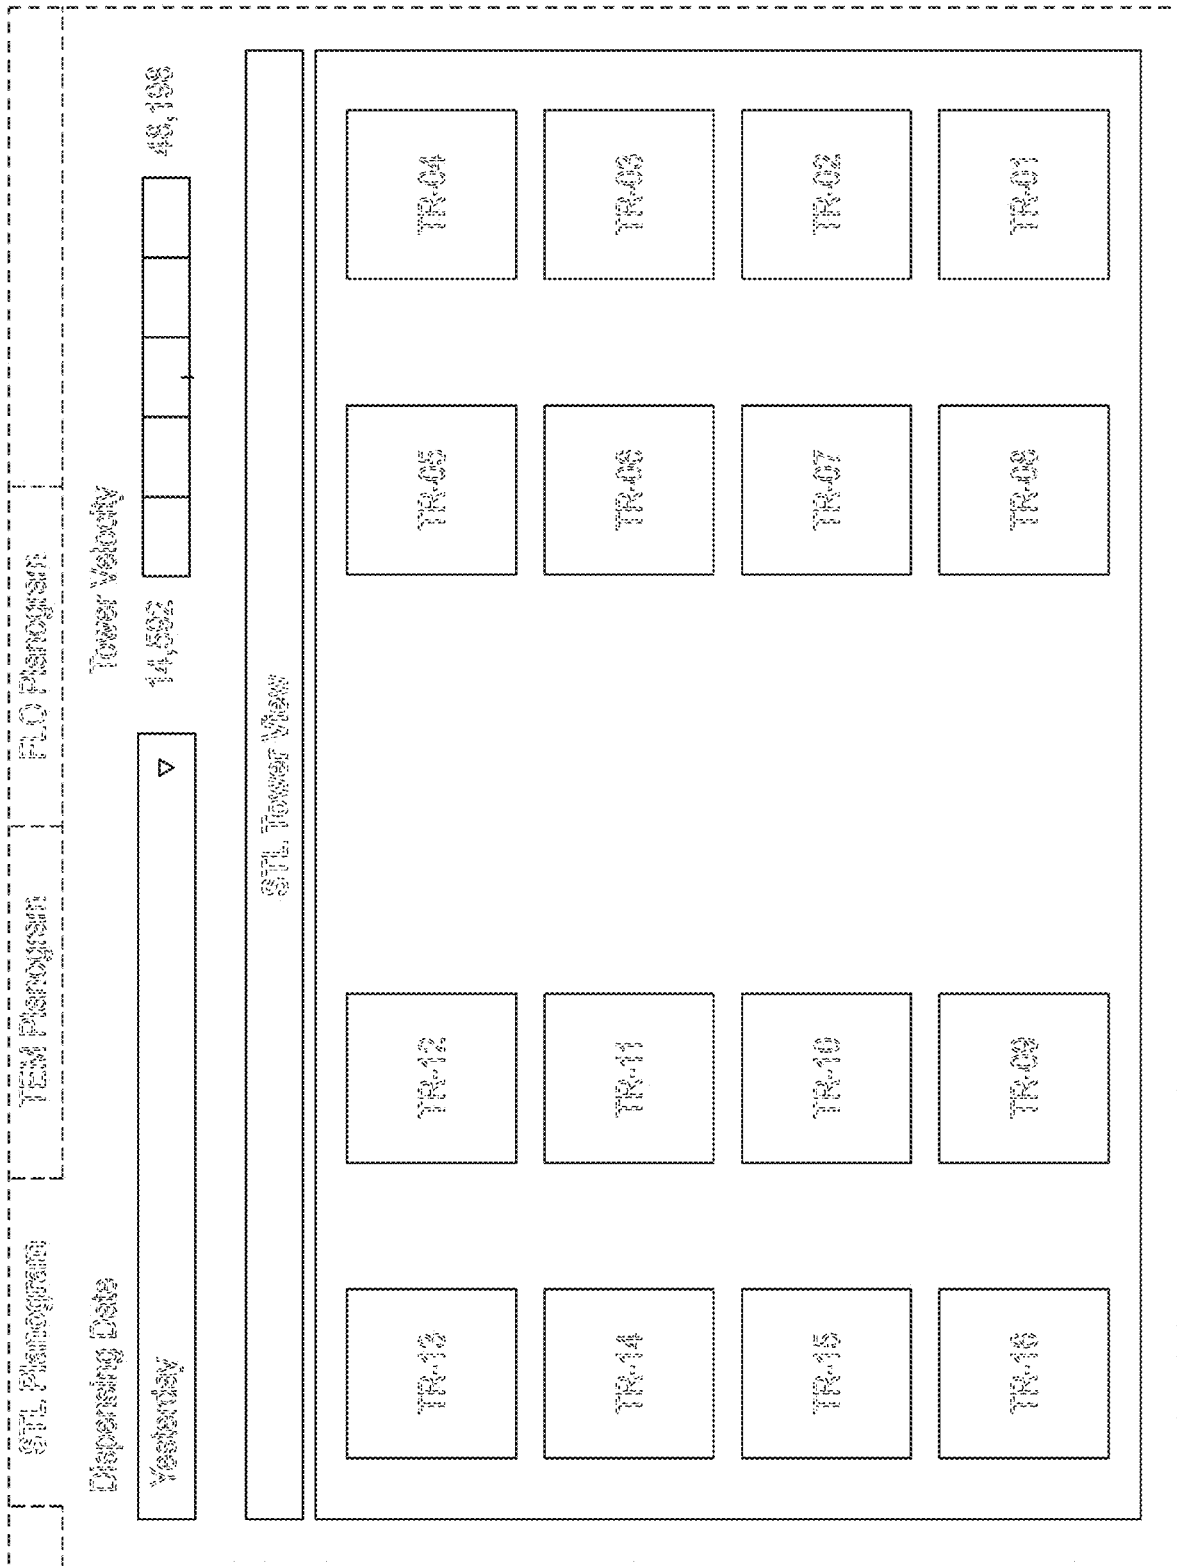 STL Planogram TEM Planogram FLO Planogram
Dispensing Date Tower Velocity
Yesterday 14,592 48,198
STL Tower View
TR-13 TR-12 TR-05 TR-04
TR-14 TR-11 TR-06 TR-03
TR-15 TR-10 TR-07 TR-02
TR-16 TR-09 TR-08 TR-01